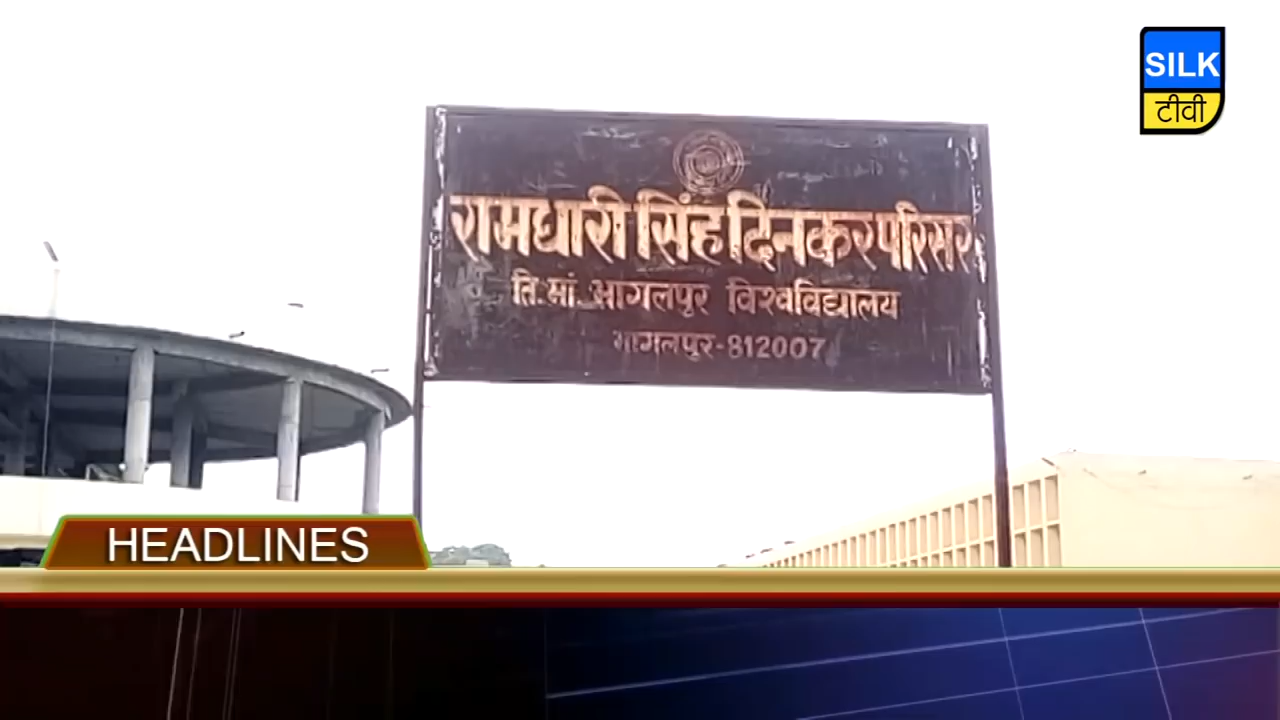 SILK
टीवी
रामधारी सिंह दिनकर परिसर
ति. मां. भागलपुर विश्वविद्यालय
भागलपुर-812007
HEADLINES